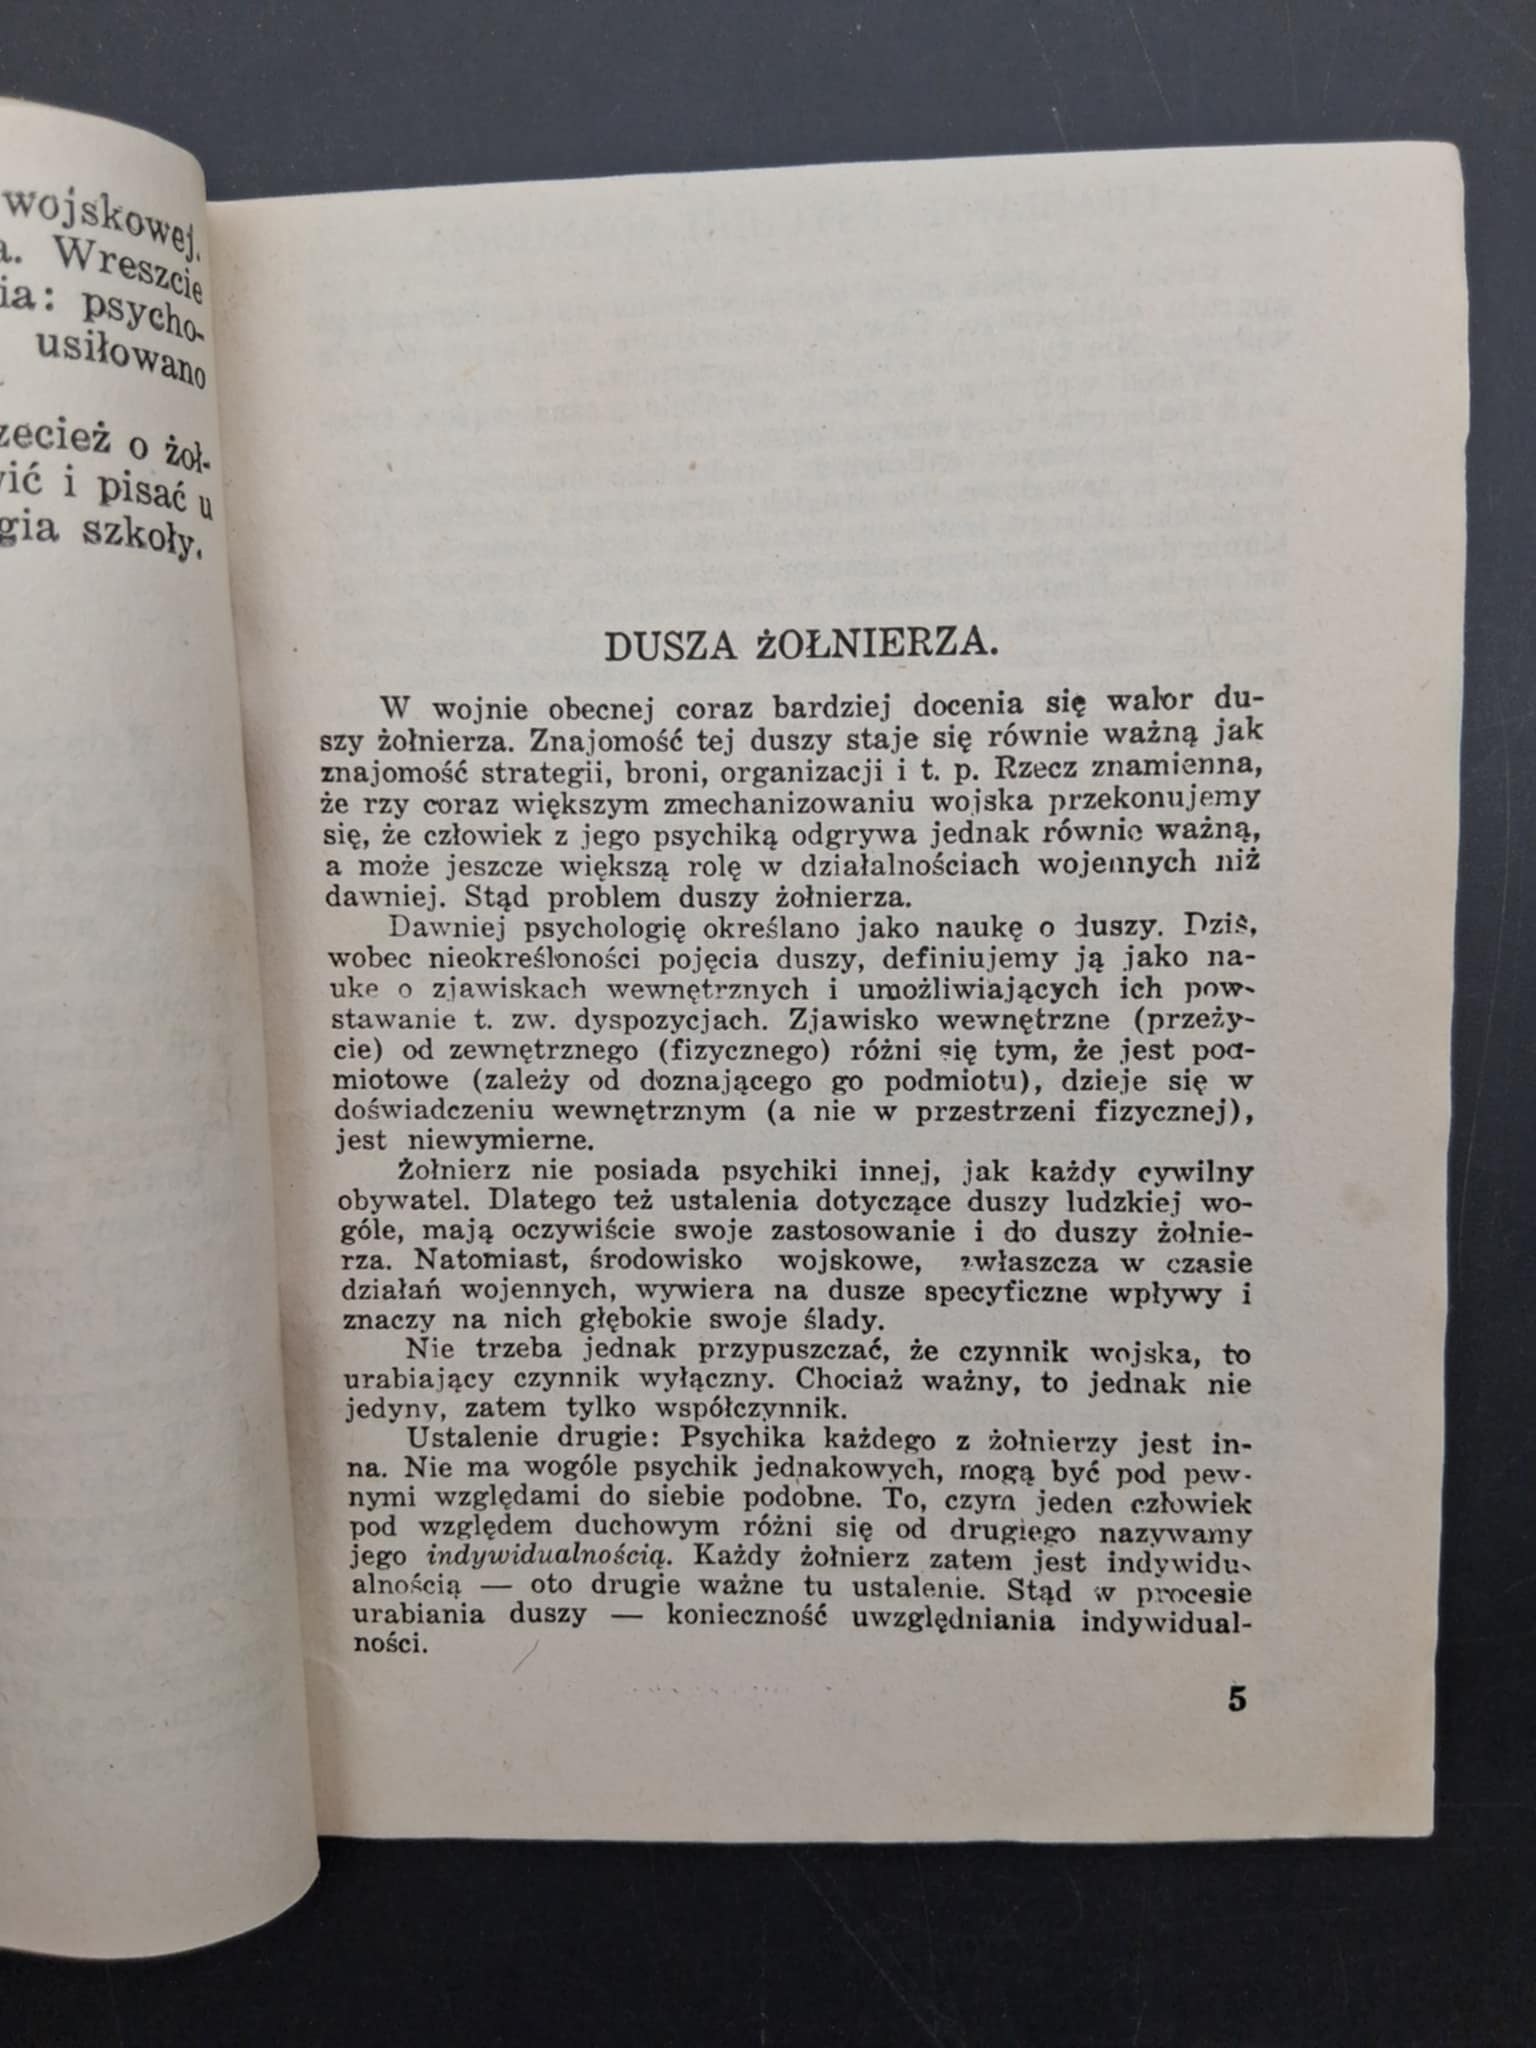 wojskowej.
Wreszcie
psycho-
usiłowano
o żoł-
i pisać u
szkoły.
DUSZA ŻOŁNIERZA.
W wojnie obecnej coraz bardziej docenia się walor du-
szy żołnierza. Znajomość tej duszy staje się równie ważną jak
znajomość strategii, broni, organizacji i t. p. Rzecz znamienna,
że rzy coraz większym zmechanizowaniu wojska przekonujemy
się, że człowiek z jego psychiką odgrywa jednak równie ważną,
a może jeszcze większą rolę w działalnościach wojennych niż
dawniej. Stąd problem duszy żołnierza.
Dawniej psychologię określano jako naukę o duszy. Dziś,
wobec nieokreśloności pojęcia duszy, definiujemy ją jako na-
uke o zjawiskach wewnętrznych i umożliwiających ich pow-
stawanie t. zw. dyspozycjach. Zjawisko wewnętrzne (przeży-
cie) od zewnętrznego (fizycznego) różni się tym, że jest pod-
miotowe (zależy od doznającego go podmiotu), dzieje się w
doświadczeniu wewnętrznym (a nie w przestrzeni fizycznej),
jest niewymierne.
Żołnierz nie posiada psychiki innej, jak każdy cywilny
obywatel. Dlatego też ustalenia dotyczące duszy ludzkiej wo-
góle, mają oczywiście swoje zastosowanie i do duszy żołnie-
rza. Natomiast, środowisko wojskowe, zwłaszcza w czasie
działań wojennych, wywiera na dusze specyficzne wpływy i
znaczy na nich głębokie swoje ślady.
Nie trzeba jednak przypuszczać, że czynnik wojska, to
urabiający czynnik wyłączny. Chociaż ważny, to jednak nie
jedyny, zatem tylko współczynnik.
Ustalenie drugie: Psychika każdego z żołnierzy jest in-
na. Nie ma wogóle psychik jednakowych, mogą być pod pew-
nymi względami do siebie podobne. To, czym jeden człowiek
pod względem duchowym różni się od drugiego nazywamy
jego indywidualnością. Każdy żołnierz zatem jest indywidu-
alnością — oto drugie ważne tu ustalenie. Stąd w procesie
urabiania duszy — konieczność uwzględniania indywidual-
ności.
5